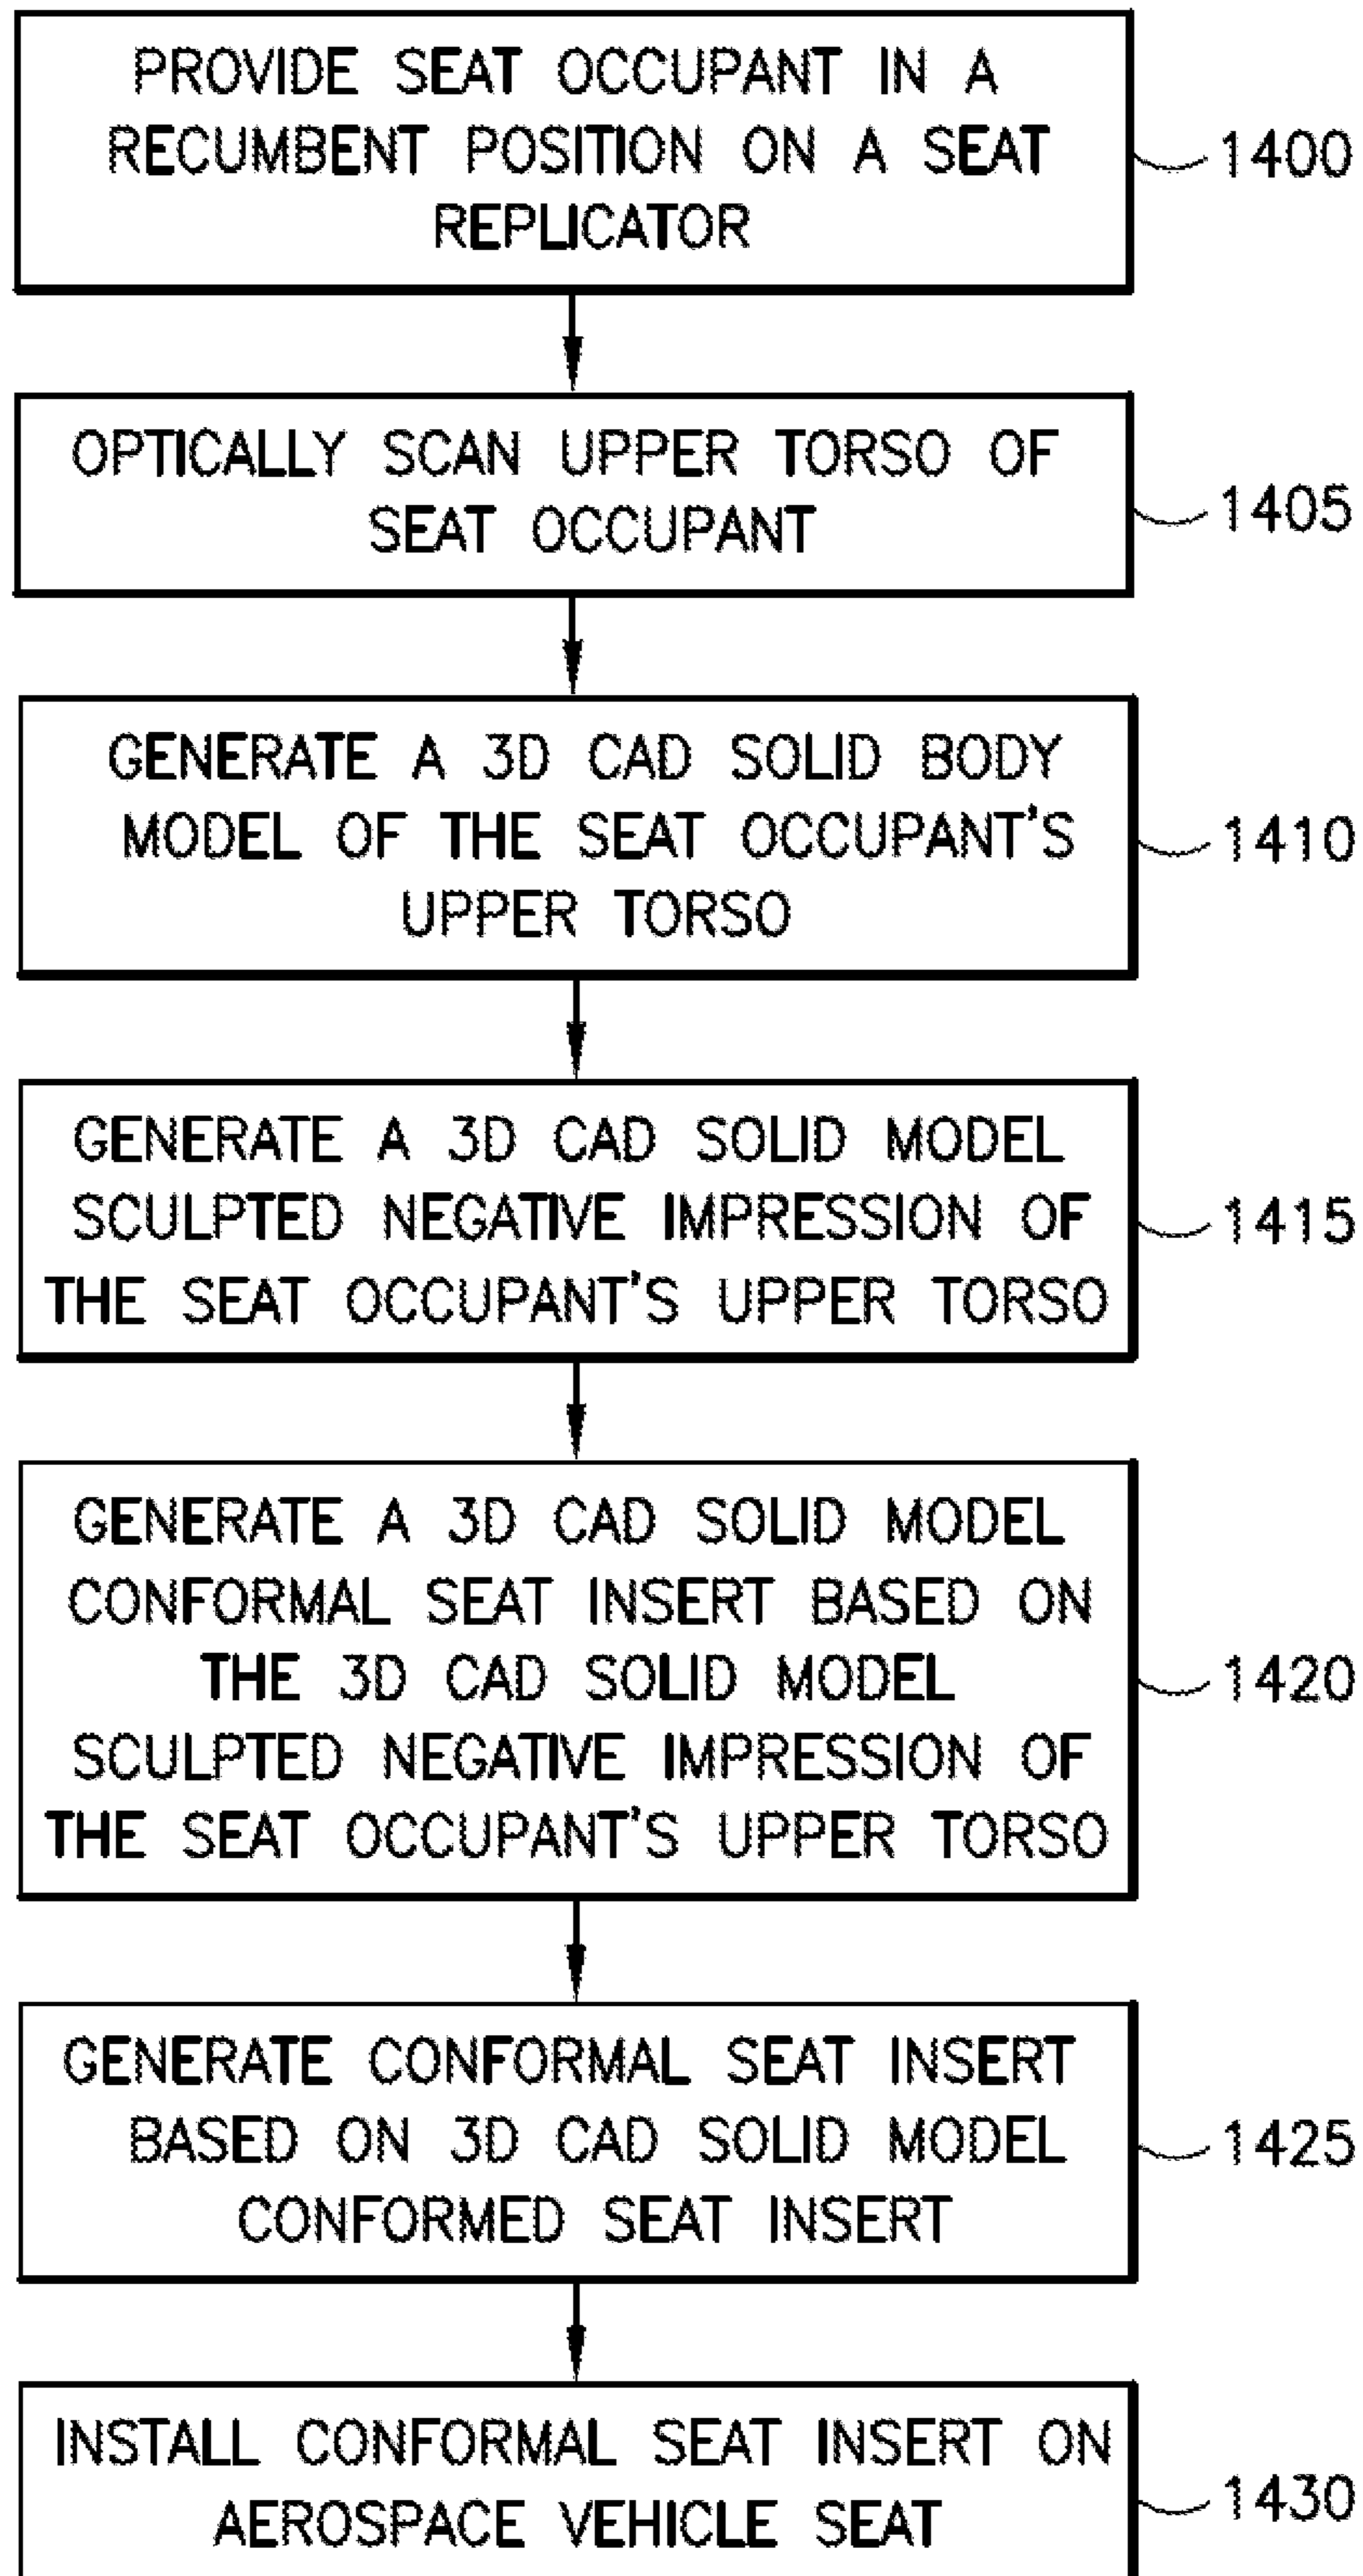 PROVIDE SEAT OCCUPANT IN A
RECUMBENT POSITION ON A SEAT
REPLICATOR
1400
OPTICALLY SCAN UPPER TORSO OF
SEAT OCCUPANT
1405
GENERATE A 3D CAD SOLID BODY
MODEL OF THE SEAT OCCUPANT'S
UPPER TORSO
1410
GENERATE A 3D CAD SOLID MODEL
SCULPTED NEGATIVE IMPRESSION OF
THE SEAT OCCUPANT'S UPPER TORSO
1415
GENERATE A 3D CAD SOLID MODEL
CONFORMAL SEAT INSERT BASED ON
THE 3D CAD SOLID MODEL
SCULPTED NEGATIVE IMPRESSION OF
THE SEAT OCCUPANT'S UPPER TORSO
1420
GENERATE CONFORMAL SEAT INSERT
BASED ON 3D CAD SOLID MODEL
CONFORMED SEAT INSERT
1425
INSTALL CONFORMAL SEAT INSERT ON
AEROSPACE VEHICLE SEAT
1430